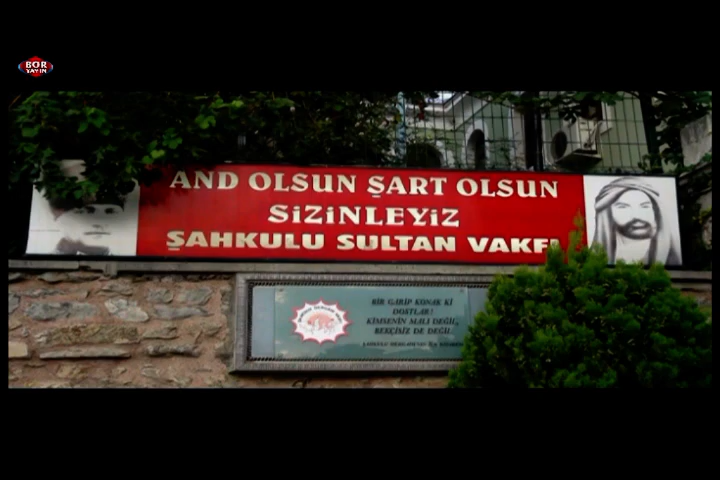 BOR
YAYIN
AND OLSUN ŞART OLSUN
SİZİNLEYİZ
ŞAHKULU SULTAN VAKFI
BİR GARİP KONAK Kİ
DOSTLAR!
KİMSENİN MALI DEĞİL,
BEKÇİSİZ DE DEĞİL.